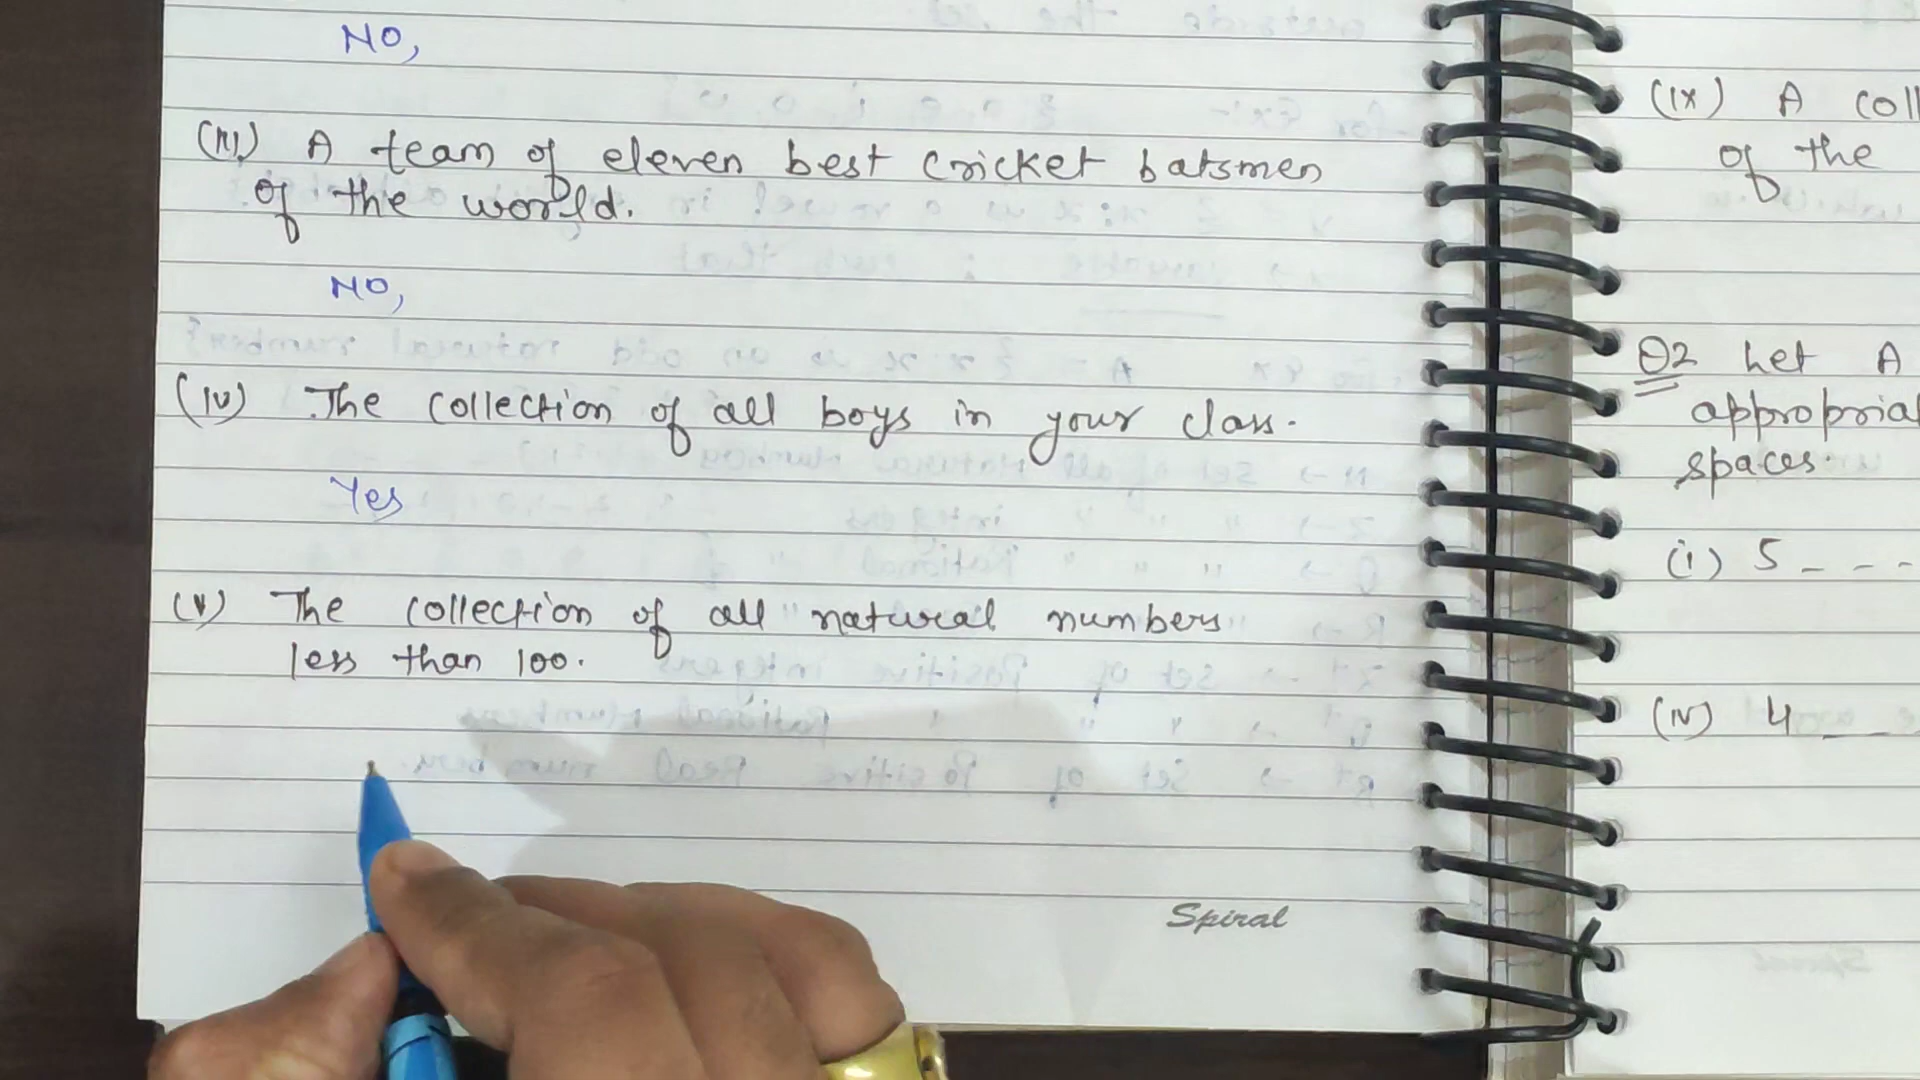 NO,
(iii) A team of eleven best cricket batsmen
of the world.
NO,
(iv) The collection of all boys in your class.
Yes
(v) The collection of all natural numbers
less than 100.
Spiral
(ix) A coll
of the
Q2 Let A
appropriat
spaces.
(i) 5 _ _ _
(iv) 4 _ _